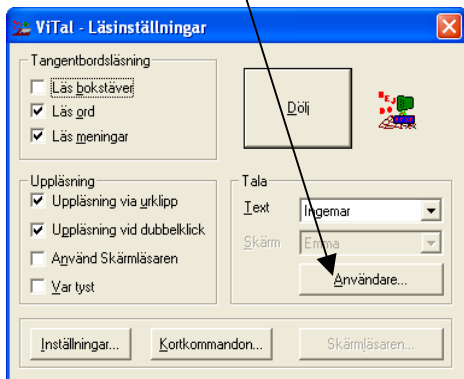 ViTal - Läsinställningar
Tangentbordsläsning
Läs bokstäver
Läs ord
Läs meningar
Dölj
Uppläsning
Uppläsning via urklipp
Uppläsning vid dubbelklick
Använd Skärmläsaren
Var tyst
Tala
Text Ingemar
Skärm Emma
Användare...
Inställningar... Kortkommandon... Skärmläsaren...